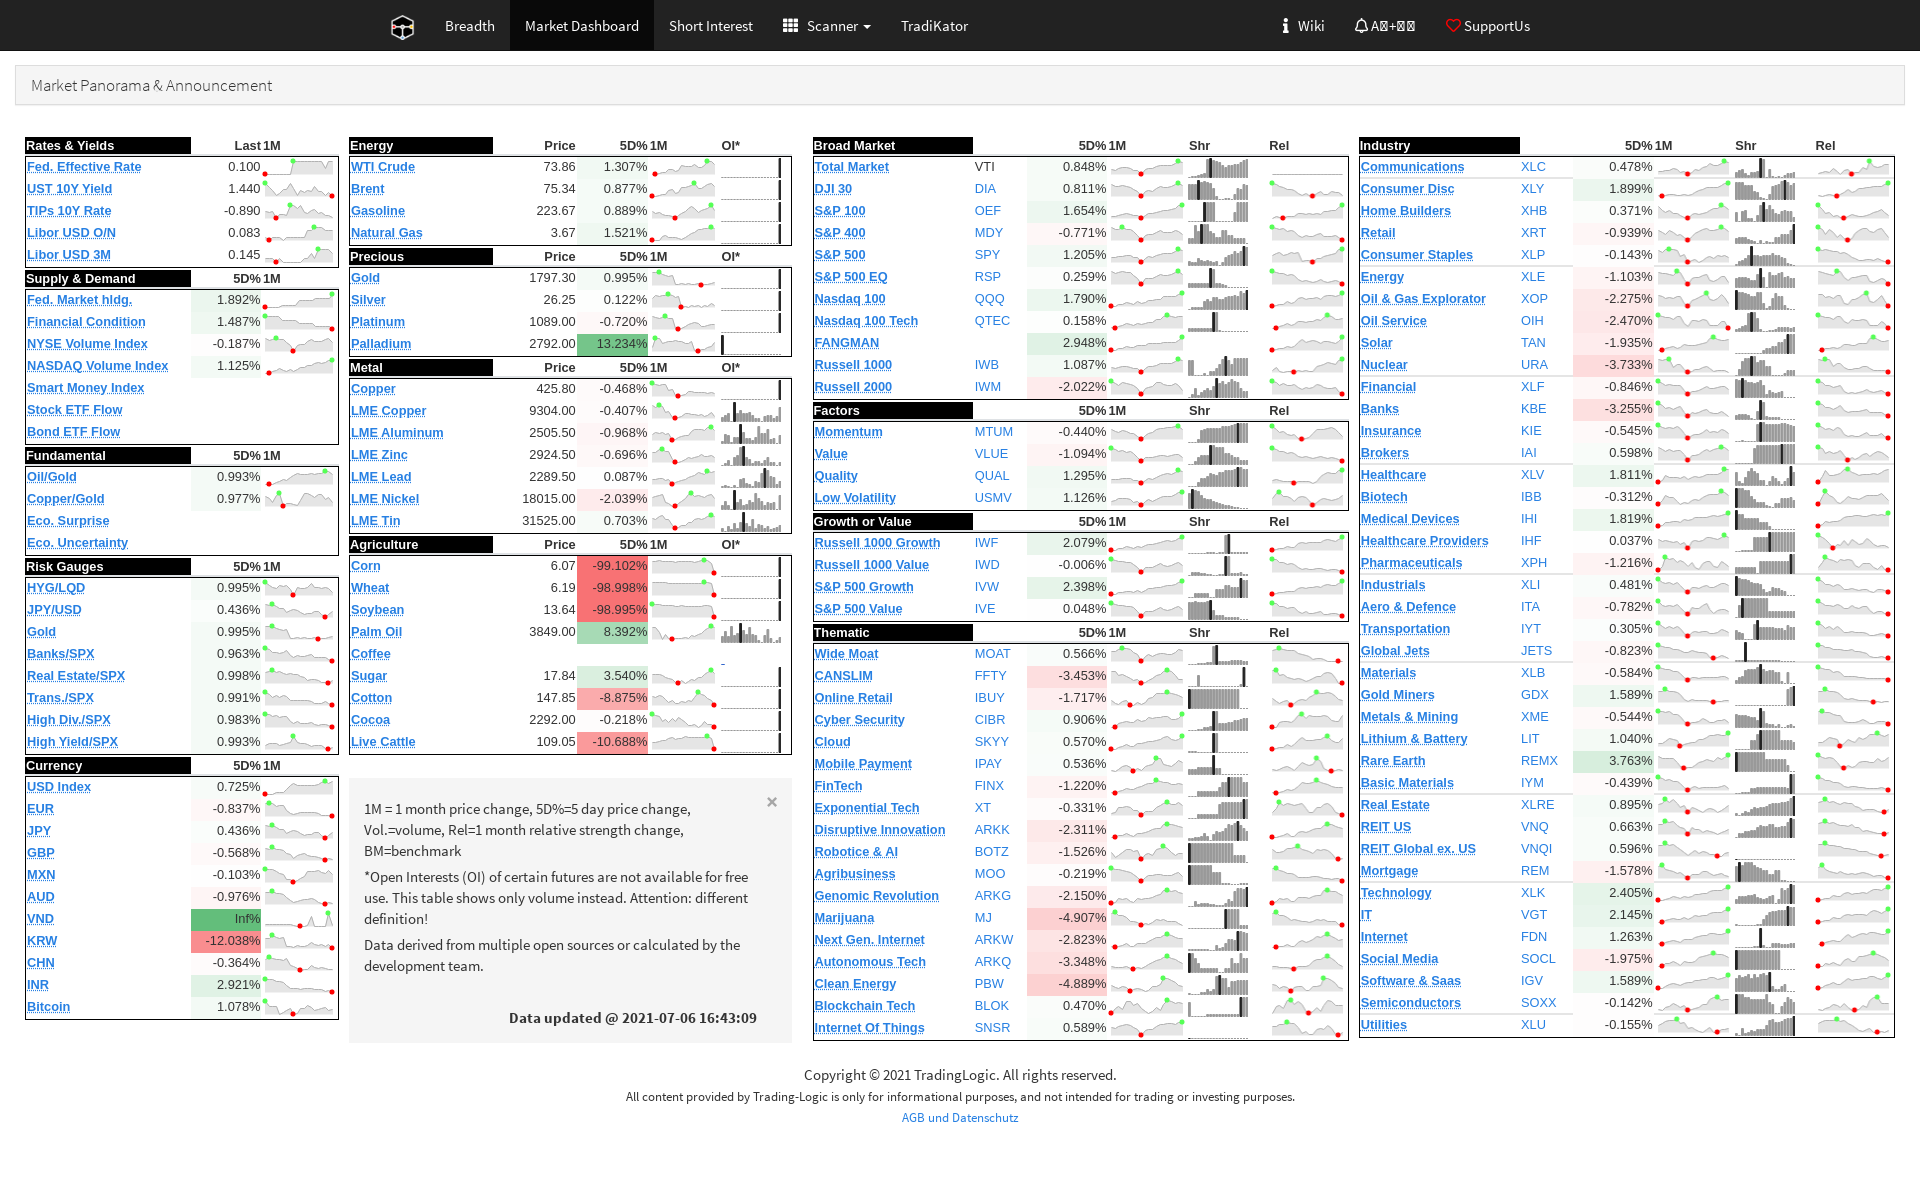 Breadth Market Dashboard Short Interest Scanner TradiKator Wiki SupportUs
Market Panorama & Announcement
Rates & Yields Last 1M
Fed. Effective Rate 0.100
UST 10Y Yield 1.440
TIPs 10Y Rate -0.890
Libor USD O/N 0.083
Libor USD 3M 0.145
Supply & Demand 5D% 1M
Fed. Market hldg. 1.892%
Financial Condition 1.487%
NYSE Volume Index -0.187%
NASDAQ Volume Index 1.125%
Smart Money Index
Stock ETF Flow
Bond ETF Flow
Fundamental 5D% 1M
Oil/Gold 0.993%
Copper/Gold 0.977%
Eco. Surprise
Eco. Uncertainty
Risk Gauges 5D% 1M
HYG/LQD 0.995%
JPY/USD 0.436%
Gold 0.995%
Banks/SPX 0.963%
Real Estate/SPX 0.998%
Trans./SPX 0.991%
High Div./SPX 0.983%
High Yield/SPX 0.993%
Currency 5D% 1M
USD Index 0.725%
EUR -0.837%
JPY 0.436%
GBP -0.568%
MXN -0.103%
AUD -0.976%
VND Inf%
KRW -12.038%
CHN -0.364%
INR 2.921%
Bitcoin 1.078%
Energy Price 5D% 1M OI*
WTI Crude 73.86 1.307%
Brent 75.34 0.877%
Gasoline 223.67 0.889%
Natural Gas 3.67 1.521%
Precious Price 5D% 1M OI*
Gold 1797.30 0.995%
Silver 26.25 0.122%
Platinum 1089.00 -0.720%
Palladium 2792.00 13.234%
Metal Price 5D% 1M OI*
Copper 425.80 -0.468%
LME Copper 9304.00 -0.407%
LME Aluminum 2505.50 -0.968%
LME Zinc 2924.50 -0.696%
LME Lead 2289.50 0.087%
LME Nickel 18015.00 -2.039%
LME Tin 31525.00 0.703%
Agriculture Price 5D% 1M OI*
Corn 6.07 -99.102%
Wheat 6.19 -98.998%
Soybean 13.64 -98.995%
Palm Oil 3849.00 8.392%
Coffee -
Sugar 17.84 3.540%
Cotton 147.85 -8.875%
Cocoa 2292.00 -0.218%
Live Cattle 109.05 -10.688%
×
1M = 1 month price change, 5D%=5 day price change,
Vol.=volume, Rel=1 month relative strength change,
BM=benchmark
*Open Interests (OI) of certain futures are not available for free
use. This table shows only volume instead. Attention: different
definition!
Data derived from multiple open sources or calculated by the
development team.
Data updated @ 2021-07-06 16:43:09
Broad Market 5D% 1M Shr Rel
Total Market VTI 0.848%
DJI 30 DIA 0.811%
S&P 100 OEF 1.654%
S&P 400 MDY -0.771%
S&P 500 SPY 1.205%
S&P 500 EQ RSP 0.259%
Nasdaq 100 QQQ 1.790%
Nasdaq 100 Tech QTEC 0.158%
FANGMAN 2.948%
Russell 1000 IWB 1.087%
Russell 2000 IWM -2.022%
Factors 5D% 1M Shr Rel
Momentum MTUM -0.440%
Value VLUE -1.094%
Quality QUAL 1.295%
Low Volatility USMV 1.126%
Growth or Value 5D% 1M Shr Rel
Russell 1000 Growth IWF 2.079%
Russell 1000 Value IWD -0.006%
S&P 500 Growth IVW 2.398%
S&P 500 Value IVE 0.048%
Thematic 5D% 1M Shr Rel
Wide Moat MOAT 0.566%
CANSLIM FFTY -3.453%
Online Retail IBUY -1.717%
Cyber Security CIBR 0.906%
Cloud SKYY 0.570%
Mobile Payment IPAY 0.536%
FinTech FINX -1.220%
Exponential Tech XT -0.331%
Disruptive Innovation ARKK -2.311%
Robotice & AI BOTZ -1.526%
Agribusiness MOO -0.219%
Genomic Revolution ARKG -2.150%
Marijuana MJ -4.907%
Next Gen. Internet ARKW -2.823%
Autonomous Tech ARKQ -3.348%
Clean Energy PBW -4.889%
Blockchain Tech BLOK 0.470%
Internet Of Things SNSR 0.589%
Industry 5D% 1M Shr Rel
Communications XLC 0.478%
Consumer Disc XLY 1.899%
Home Builders XHB 0.371%
Retail XRT -0.939%
Consumer Staples XLP -0.143%
Energy XLE -1.103%
Oil & Gas Explorator XOP -2.275%
Oil Service OIH -2.470%
Solar TAN -1.935%
Nuclear URA -3.733%
Financial XLF -0.846%
Banks KBE -3.255%
Insurance KIE -0.545%
Brokers IAI 0.598%
Healthcare XLV 1.811%
Biotech IBB -0.312%
Medical Devices IHI 1.819%
Healthcare Providers IHF 0.037%
Pharmaceuticals XPH -1.216%
Industrials XLI 0.481%
Aero & Defence ITA -0.782%
Transportation IYT 0.305%
Global Jets JETS -0.823%
Materials XLB -0.584%
Gold Miners GDX 1.589%
Metals & Mining XME -0.544%
Lithium & Battery LIT 1.040%
Rare Earth REMX 3.763%
Basic Materials IYM -0.439%
Real Estate XLRE 0.895%
REIT US VNQ 0.663%
REIT Global ex. US VNQI 0.596%
Mortgage REM -1.578%
Technology XLK 2.405%
IT VGT 2.145%
Internet FDN 1.263%
Social Media SOCL -1.975%
Software & Saas IGV 1.589%
Semiconductors SOXX -0.142%
Utilities XLU -0.155%
Copyright © 2021 TradingLogic. All rights reserved.
All content provided by Trading-Logic is only for informational purposes, and not intended for trading or investing purposes.
AGB und Datenschutz